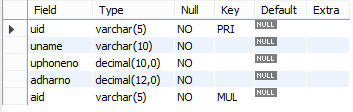 Field Type Null Key Default Extra
uid varchar(5) NO PRI NULL
uname varchar(10) NO NULL
uphoneno decimal(10,0) NO NULL
adharno decimal(12,0) NO NULL
aid varchar(5) NO MUL NULL